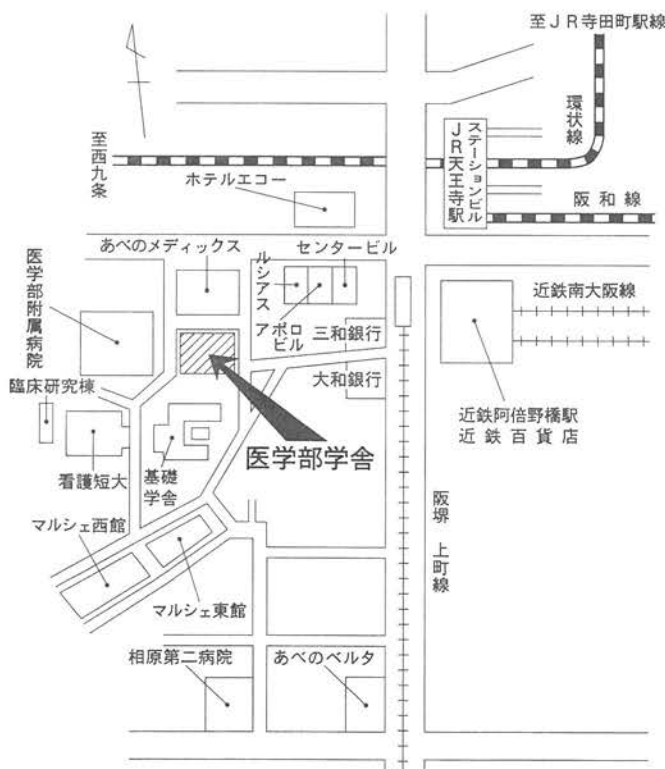 至JR寺田町駅線
環状線
ステーションビル
JR天王寺駅
至西九条
ホテルエコー
阪和線
あべのメディックス
センタービル
ルシアス
アポロ
ビル
医学部附属病院
近鉄南大阪線
三和銀行
大和銀行
臨床研究棟
近鉄阿倍野橋駅
近鉄百貨店
医学部学舎
看護短大
基礎
学舎
阪堺 上町線
マルシェ西館
マルシェ東館
相原第二病院
あべのベルタ